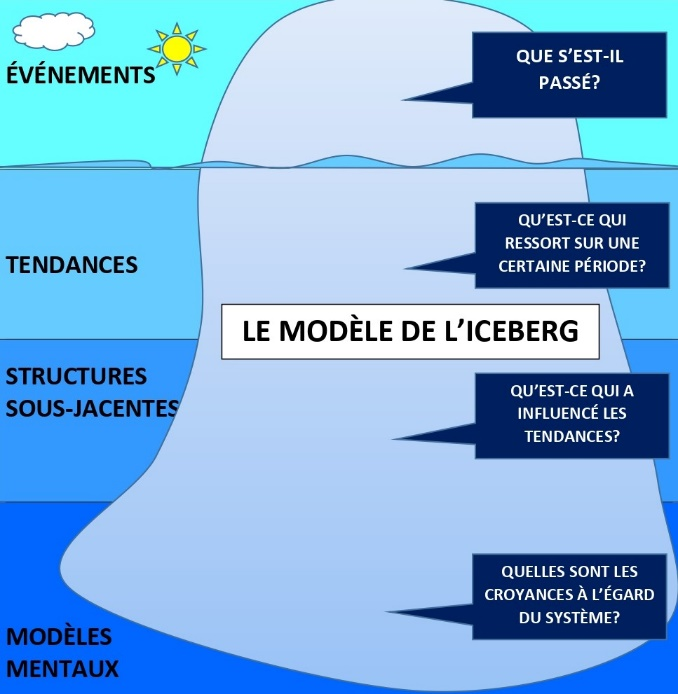 ÉVÉNEMENTS
QUE S'EST-IL
PASSÉ?
TENDANCES
QU'EST-CE QUI
RESSORT SUR UNE
CERTAINE PÉRIODE?
LE MODÈLE DE L'ICEBERG
STRUCTURES
SOUS-JACENTES
QU'EST-CE QUI A
INFLUENCÉ LES
TENDANCES?
MODÈLES
MENTAUX
QUELLES SONT LES
CROYANCES À L'ÉGARD
DU SYSTÈME?